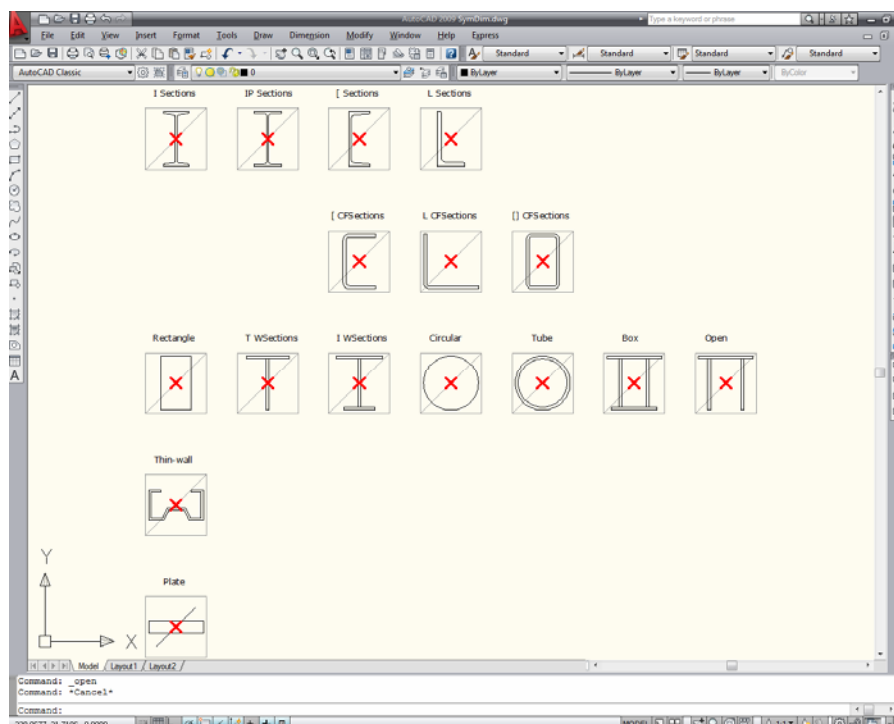 AutoCAD 2009 SymDim.dwg
Type a keyword or phrase
File Edit View Insert Format Tools Draw Dimension Modify Window Help Express
Standard Standard Standard Standard
AutoCAD Classic 0 ByLayer ByLayer ByLayer ByColor
I Sections IP Sections [ Sections L Sections
[ CFSections L CFSections [] CFSections
Rectangle T WSections I WSections Circular Tube Box Open
Thin-wall
Y
Plate
X
Model Layout1 Layout2
Command: _open
Command: *Cancel*
Command: